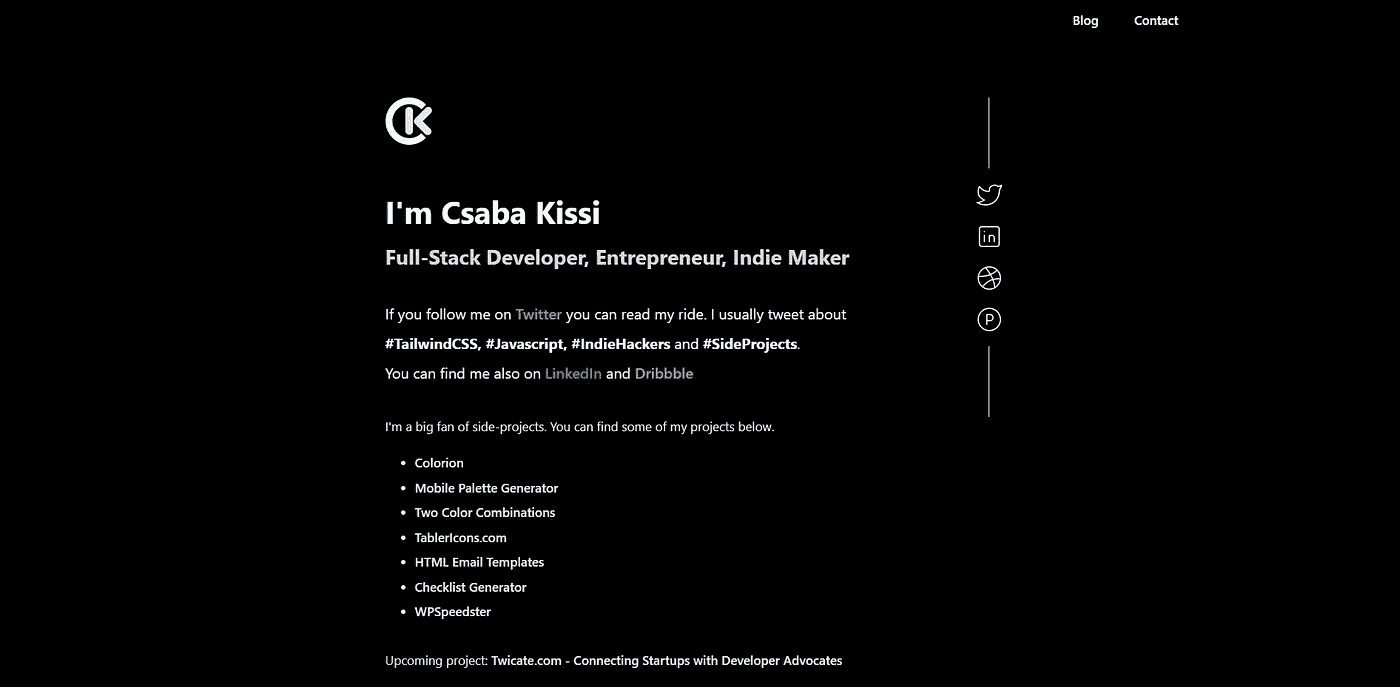 Blog Contact
CK
I'm Csaba Kissi
Full-Stack Developer, Entrepreneur, Indie Maker
If you follow me on Twitter you can read my ride. I usually tweet about
#TailwindCSS, #Javascript, #IndieHackers and #SideProjects.
You can find me also on LinkedIn and Dribbble
in
P
I'm a big fan of side-projects. You can find some of my projects below.
• Colorion
• Mobile Palette Generator
• Two Color Combinations
• TablerIcons.com
• HTML Email Templates
• Checklist Generator
• WPSpeedster
Upcoming project: Twicate.com - Connecting Startups with Developer Advocates